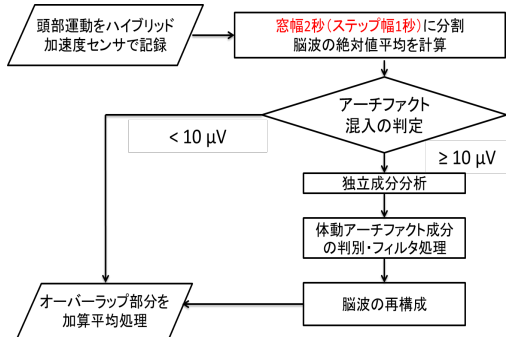 頭部運動をハイブリッド
加速度センサで記録
窓幅2秒(ステップ幅1秒)に分割
脳波の絶対値平均を計算
アーチファクト
混入の判定
< 10 μV
≥ 10 μV
独立成分分析
体動アーチファクト成分
の判別・フィルタ処理
オーバーラップ部分を
加算平均処理
脳波の再構成